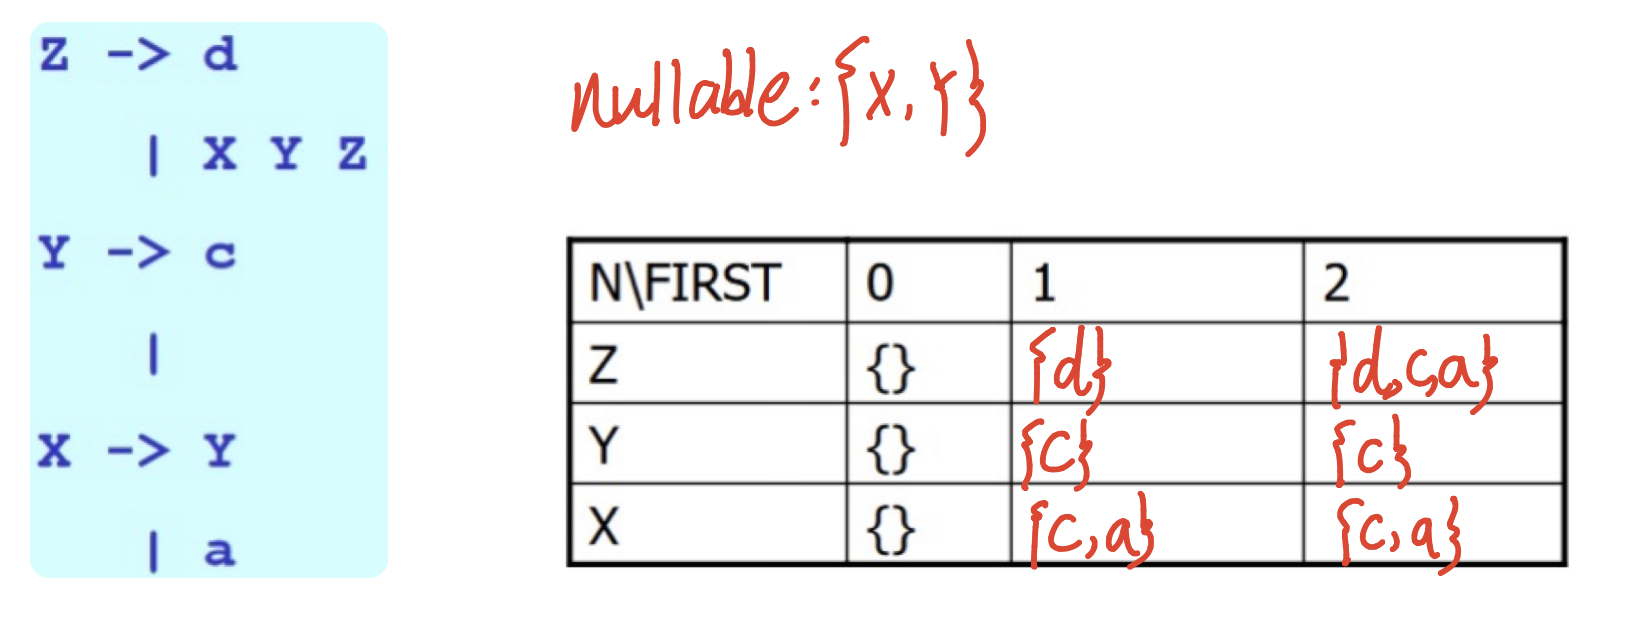 Z -> d
| X Y Z
Y -> c
|
X -> Y
| a
nullable:{X,Y}
N\FIRST 0 1 2
Z {} {d} {d,c,a}
Y {} {c} {c}
X {} {c,a} {c,a}